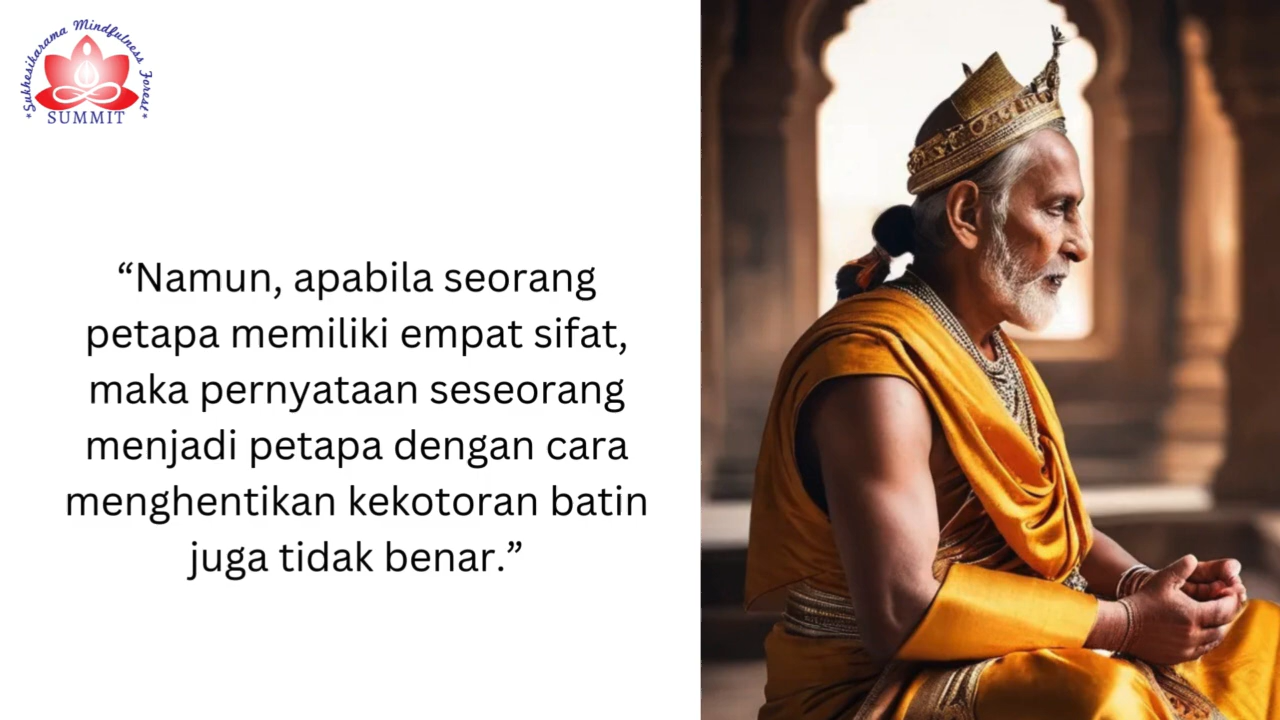 *Sukhesikarama Mindfulness Forest*
SUMMIT
“Namun, apabila seorang
petapa memiliki empat sifat,
maka pernyataan seseorang
menjadi petapa dengan cara
menghentikan kekotoran batin
juga tidak benar.”